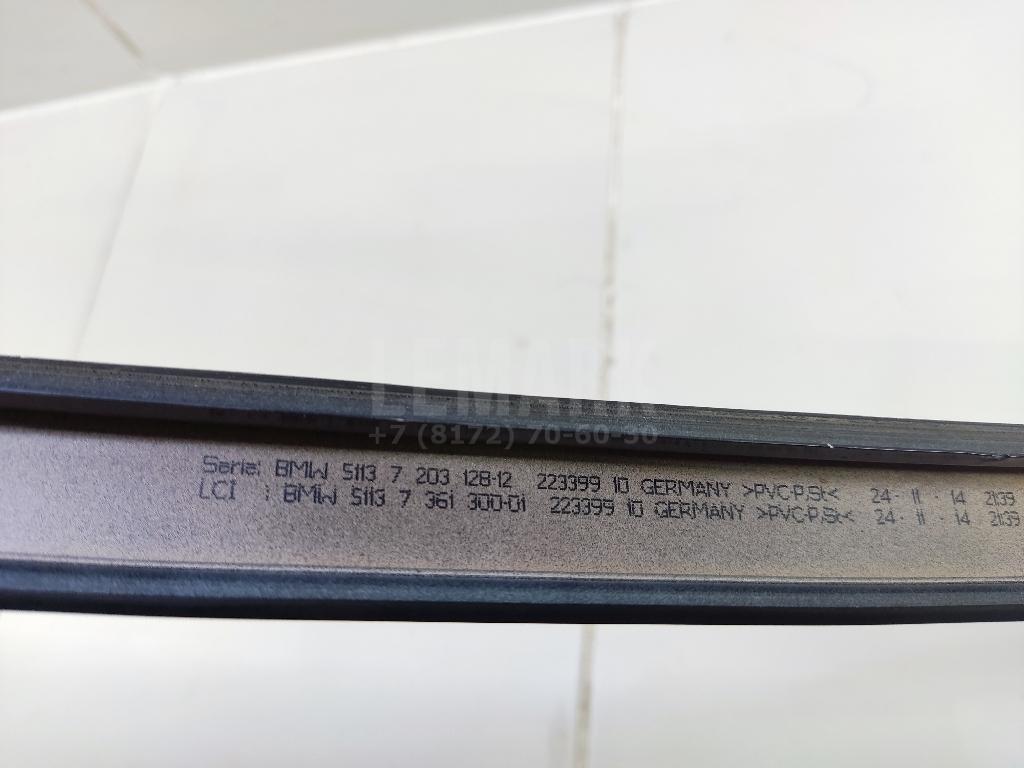 LEMARK
+7 (8172) 70-60-90
Serie: BMW 5113 7 203 128-12 223399 10 GERMANY >PVC-P,St< 24 · 11 · 14 2139
LCI : BMW 5113 7 361 300-01 223399 10 GERMANY >PVC-P,St< 24 · 11 · 14 2139